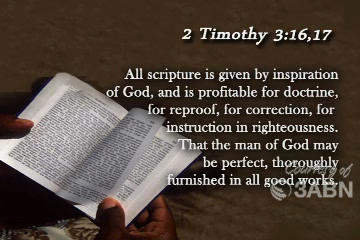 2 Timothy 3:16,17
All scripture is given by inspiration
of God, and is profitable for doctrine,
for reproof, for correction, for
instruction in righteousness.
That the man of God may
be perfect, thoroughly
furnished in all good works.
Courtesy of
3ABN